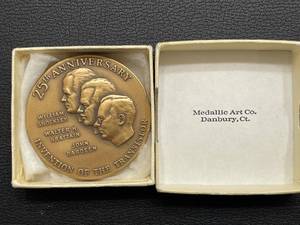 25th ANNIVERSARY
WILLIAM
SHOCKLEY
WALTER H.
BRATTAIN
JOHN
BARDEEN
INVENTION OF THE TRANSISTOR
Medallic Art Co.
Danbury, Ct.